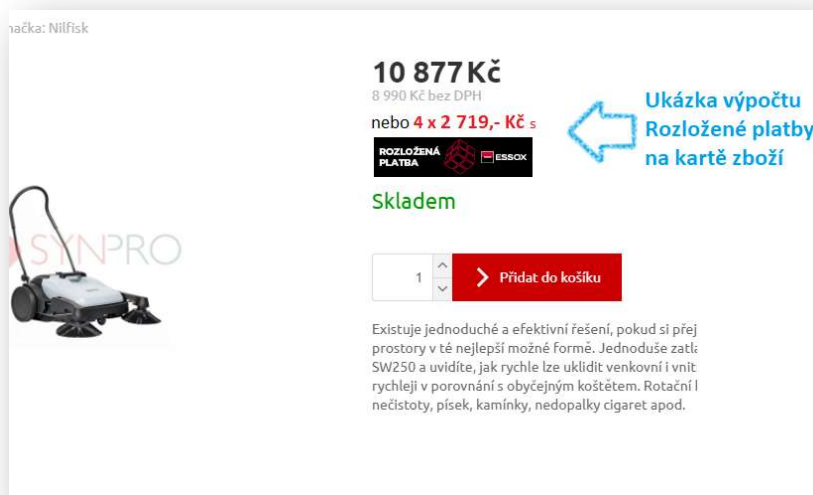 načka: Nilfisk
10 877 Kč
8 990 Kč bez DPH
nebo 4 x 2 719,- Kč s
ROZLOŽENÁ
PLATBA
ESSOX
Ukázka výpočtu
Rozložené platby
na kartě zboží
Skladem
SYNPRO
1
Přidat do košíku
Existuje jednoduché a efektivní řešení, pokud si přej
prostory v té nejlepší možné formě. Jednoduše zatla
SW250 a uvidíte, jak rychle lze uklidit venkovní i vnit
rychleji v porovnání s obyčejným koštětem. Rotační
nečistoty, písek, kamínky, nedopalky cigaret apod.